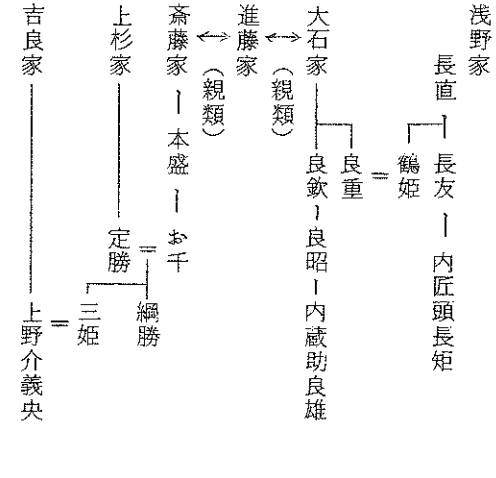 浅野家
長直
長友
内匠頭長矩
鶴姫
大石家
良重
良欽
良昭
内蔵助良雄
(親類)
進藤家
(親類)
斎藤家
本盛
お千
上杉家
定勝
綱勝
三姫
吉良家
上野介義央